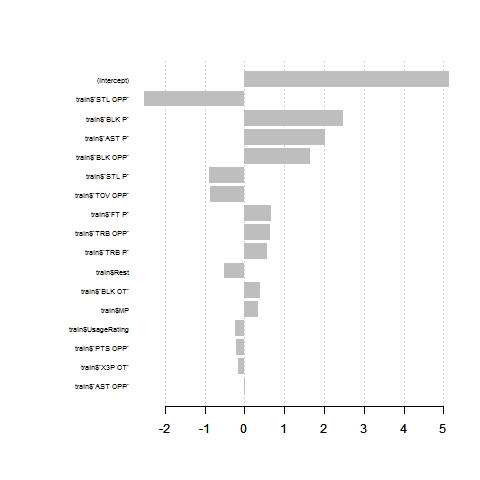 (Intercept)
train$`STL OPP`
train$`BLK P`
train$`AST P`
train$`BLK OPP`
train$`STL P`
train$`TOV OPP`
train$`FT P`
train$`TRB OPP`
train$`TRB P`
train$Rest
train$`BLK OT`
train$MP
train$UsageRating
train$`PTS OPP`
train$`X3P OT`
train$`AST OPP`
-2 -1 0 1 2 3 4 5